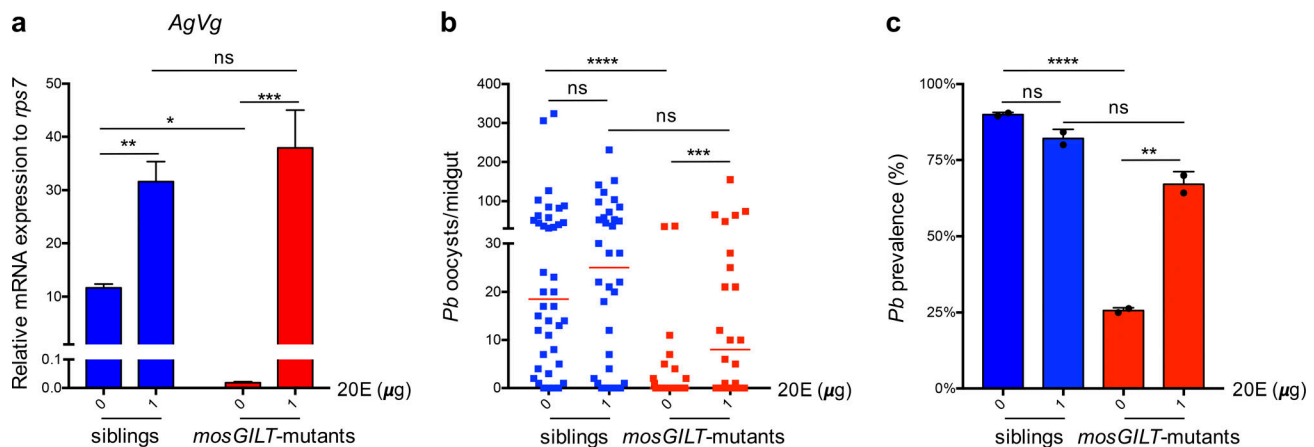 a
AgVg
Relative mRNA expression to rps7
50
40
30
20
10
0.1
0.0
ns
*
***
**
0 1 0 1
20E (µg)
siblings mosGILT-mutants
b
Pb oocysts/midgut
400
300
200
100
30
20
10
0
****
ns
ns
***
0 1 0 1
20E (µg)
siblings mosGILT-mutants
c
Pb prevalence (%)
100%
75%
50%
25%
0%
****
ns
ns
**
0 1 0 1
20E (µg)
siblings mosGILT-mutants